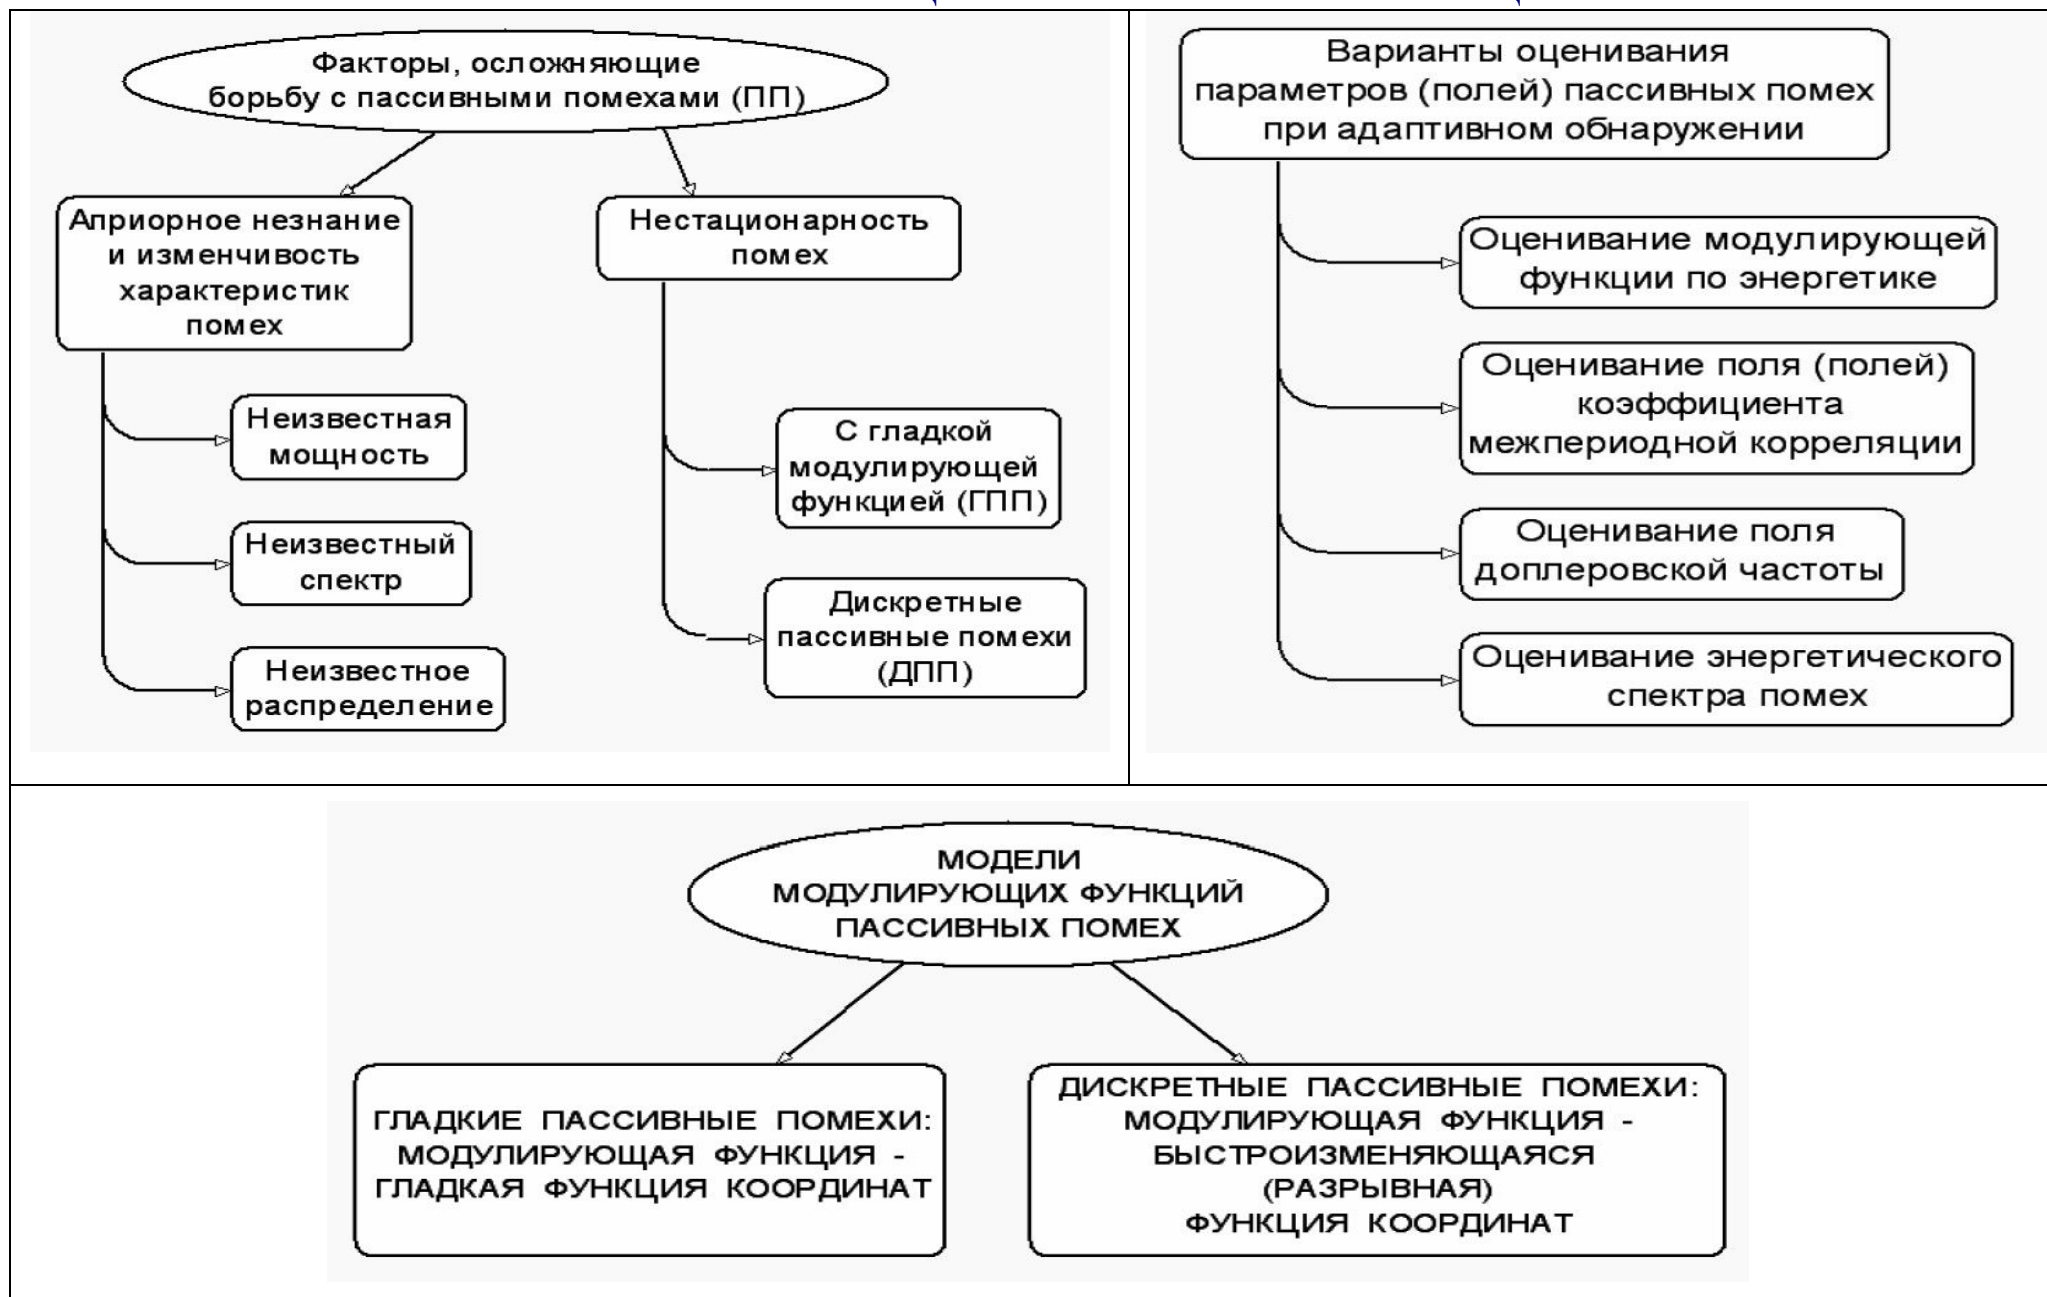 Факторы, осложняющие
борьбу с пассивными помехами (ПП)
Априорное незнание
и изменчивость
характеристик
помех
Неизвестная
мощность
Неизвестный
спектр
Неизвестное
распределение
Нестационарность
помех
С гладкой
модулирующей
функцией (ГПП)
Дискретные
пассивные помехи
(ДПП)
Варианты оценивания
параметров (полей) пассивных помех
при адаптивном обнаружении
Оценивание модулирующей
функции по энергетике
Оценивание поля (полей)
коэффициента
межпериодной корреляции
Оценивание поля
доплеровской частоты
Оценивание энергетического
спектра помех
МОДЕЛИ
МОДУЛИРУЮЩИХ ФУНКЦИЙ
ПАССИВНЫХ ПОМЕХ
ГЛАДКИЕ ПАССИВНЫЕ ПОМЕХИ:
МОДУЛИРУЮЩАЯ ФУНКЦИЯ -
ГЛАДКАЯ ФУНКЦИЯ КООРДИНАТ
ДИСКРЕТНЫЕ ПАССИВНЫЕ ПОМЕХИ:
МОДУЛИРУЮЩАЯ ФУНКЦИЯ -
БЫСТРОИЗМЕНЯЮЩАЯСЯ
(РАЗРЫВНАЯ)
ФУНКЦИЯ КООРДИНАТ